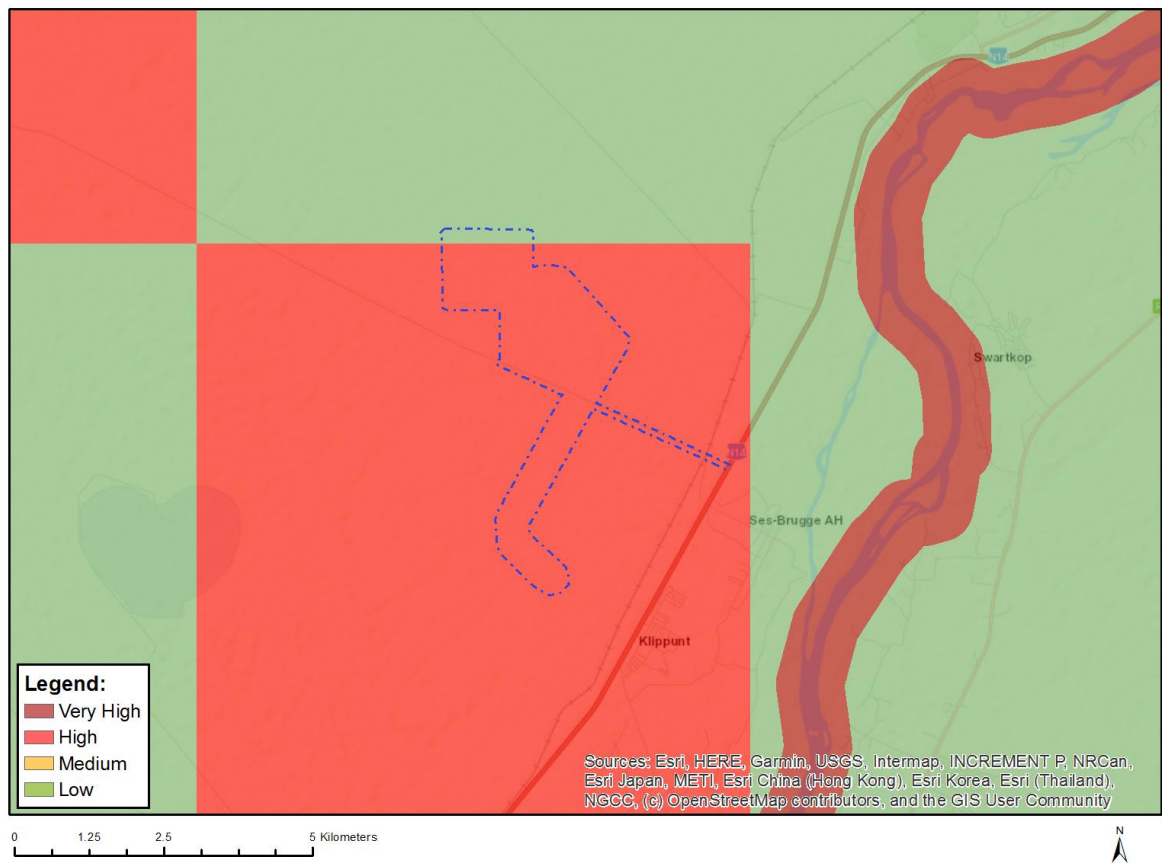 N14
Swartkop
N14
Ses-Brugge AH
Klippunt
Legend:
Very High
High
Medium
Low
Sources: Esri, HERE, Garmin, USGS, Intermap, INCREMENT P, NRCan,
Esri Japan, METI, Esri China (Hong Kong), Esri Korea, Esri (Thailand),
NGCC, (c) OpenStreetMap contributors, and the GIS User Community
0 1.25 2.5 5 Kilometers
N